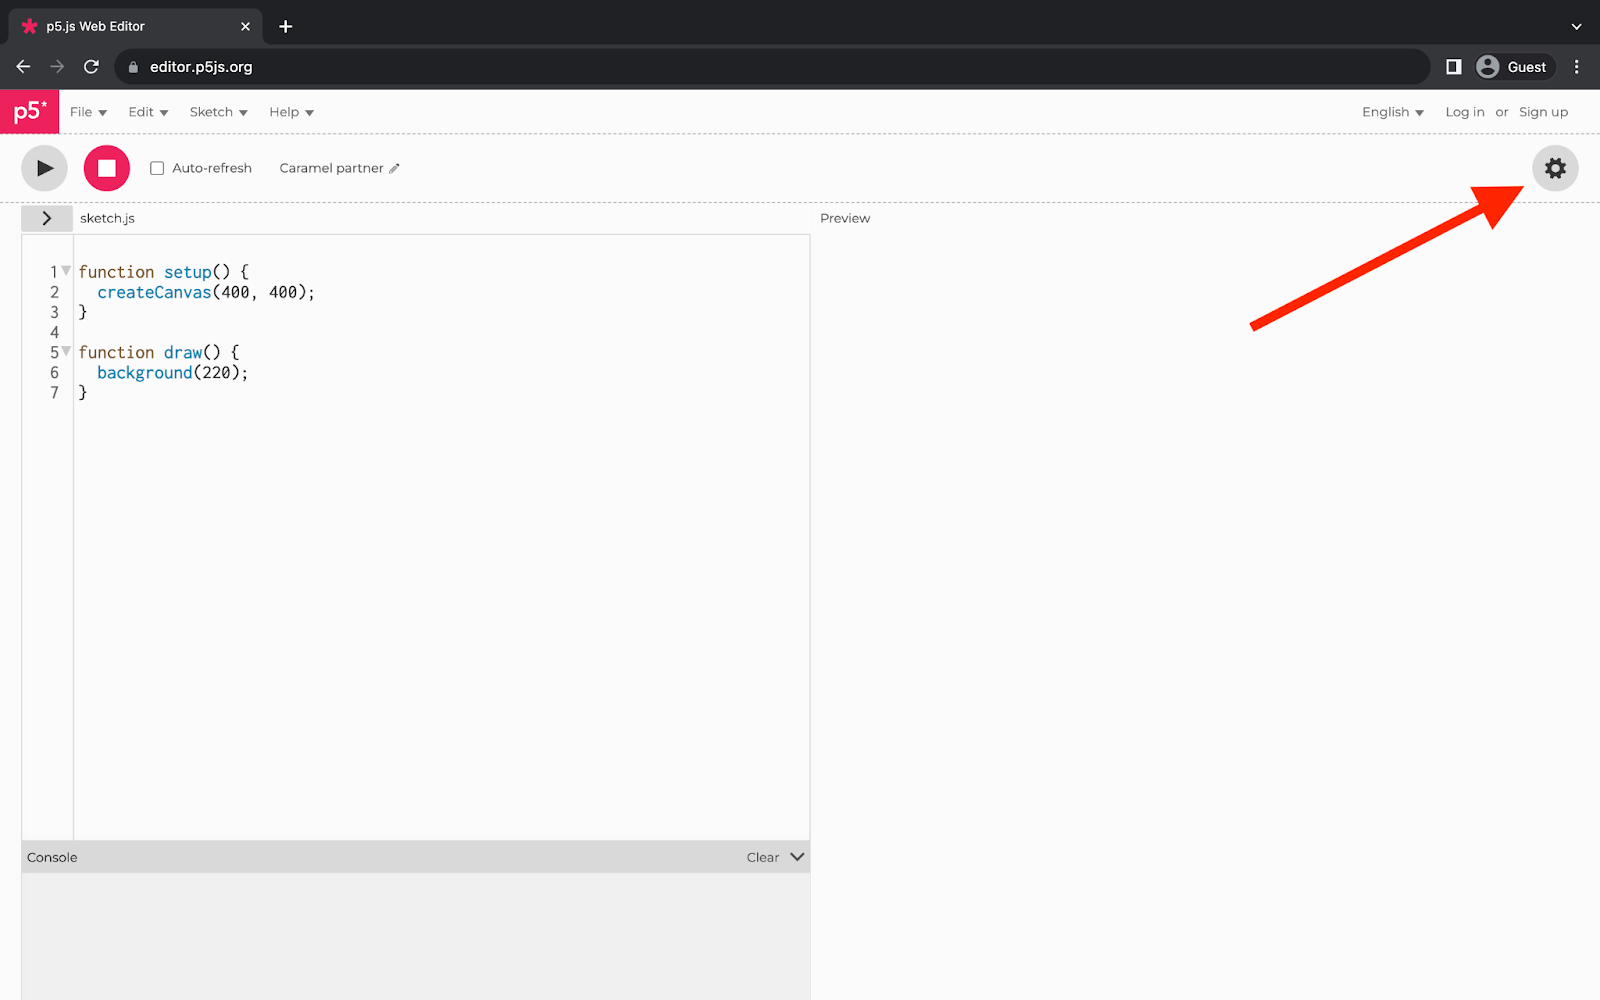 p5.js Web Editor
editor.p5js.org
Guest
p5* File Edit Sketch Help English Log in or Sign up
Auto-refresh Caramel partner
sketch.js
Preview
1 function setup() {
2 createCanvas(400, 400);
3 }
4
5 function draw() {
6 background(220);
7 }
Console Clear